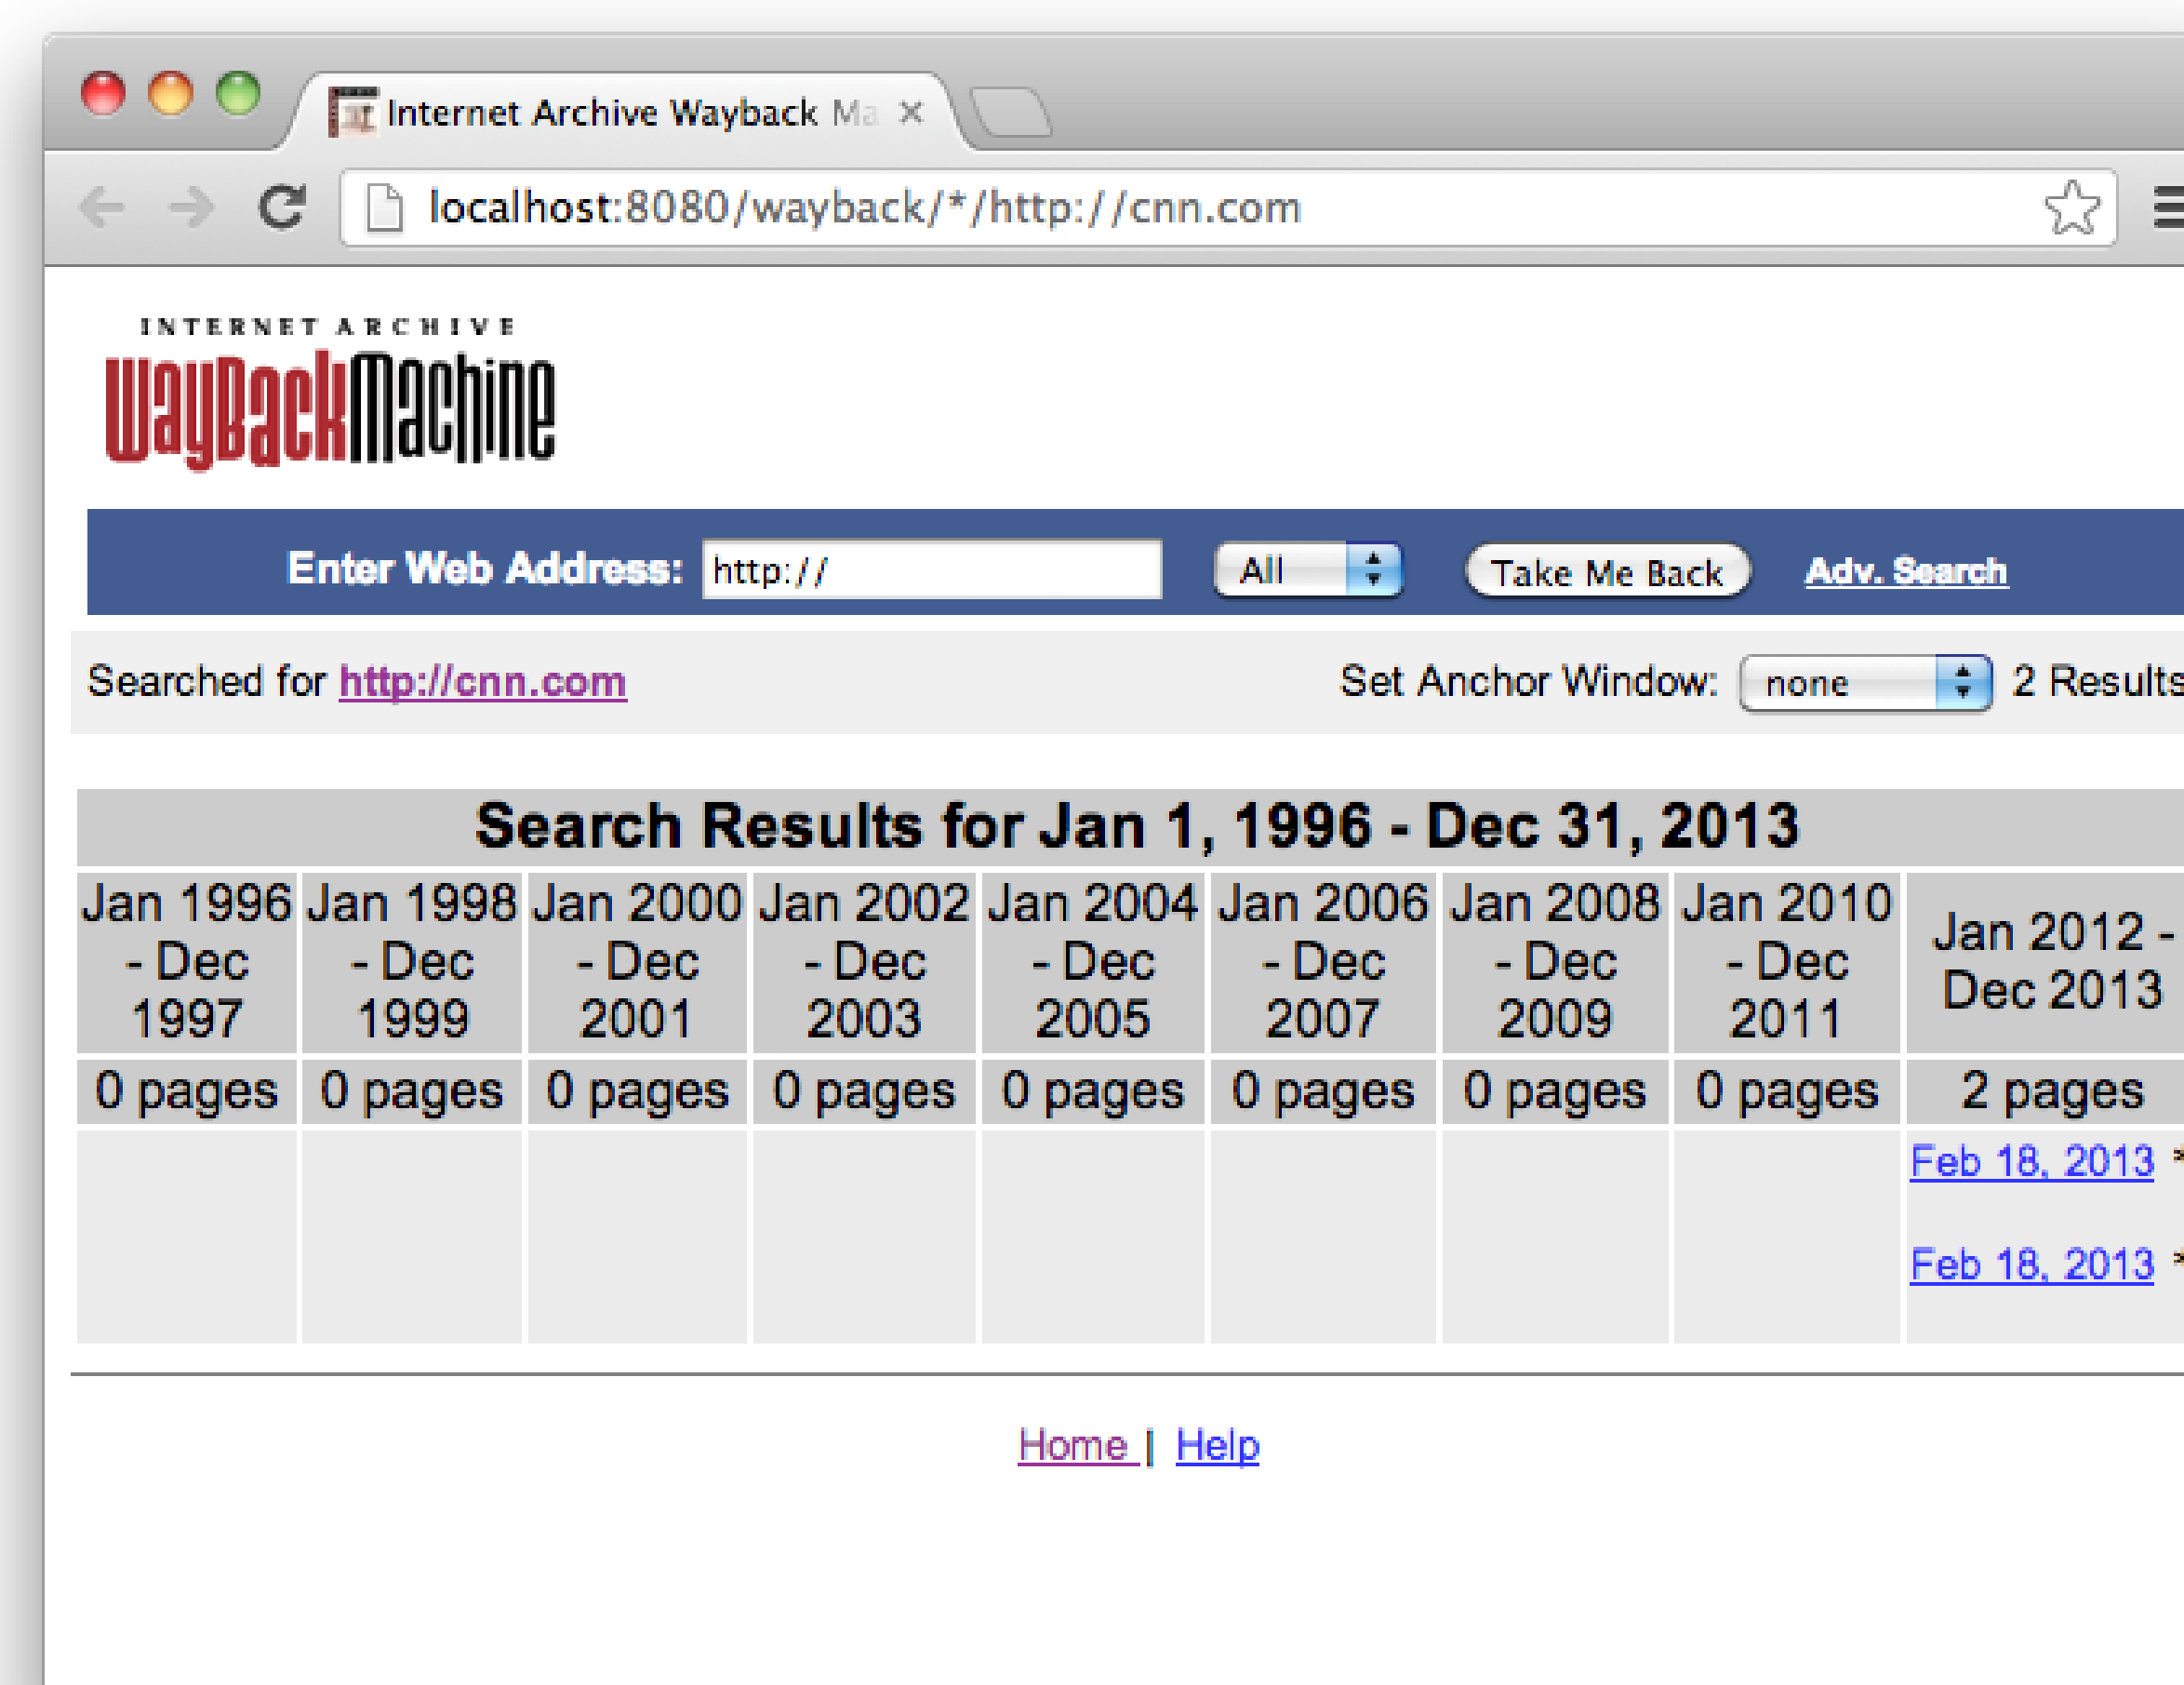 Internet Archive Wayback Ma
localhost:8080/wayback/*/http://cnn.com
INTERNET ARCHIVE
WayBackMachine
Enter Web Address: http:// All Take Me Back Adv. Search
Searched for http://cnn.com Set Anchor Window: none 2 Results
Search Results for Jan 1, 1996 - Dec 31, 2013
Jan 1996 - Dec 1997 Jan 1998 - Dec 1999 Jan 2000 - Dec 2001 Jan 2002 - Dec 2003 Jan 2004 - Dec 2005 Jan 2006 - Dec 2007 Jan 2008 - Dec 2009 Jan 2010 - Dec 2011 Jan 2012 - Dec 2013
0 pages 0 pages 0 pages 0 pages 0 pages 0 pages 0 pages 0 pages 2 pages
Feb 18, 2013 *
Feb 18, 2013 *
Home | Help